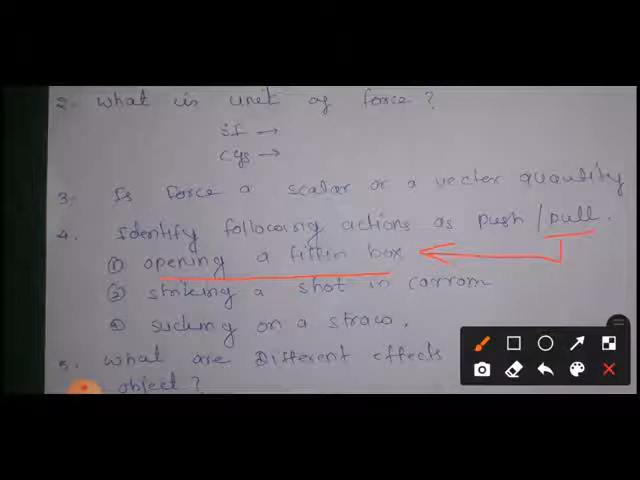 2. What is unit of force?
SI →
cgs →
3. Is force a scalar or a vector quantity
4. Identify following actions as push / pull.
① opening a tiffin box
② striking a shot in carrom
③ sucking on a straw.
5. What are Different effects
object?